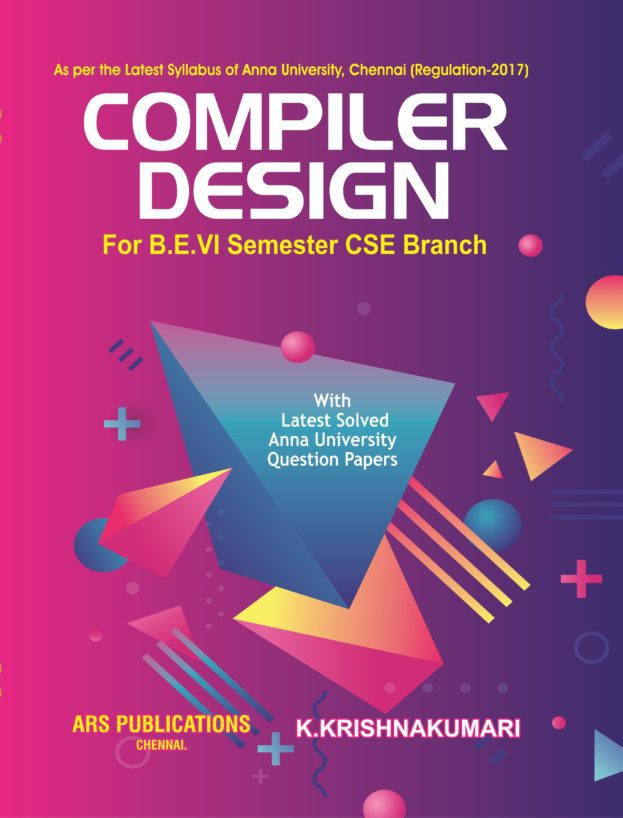 As per the Latest Syllabus of Anna University, Chennai (Regulation-2017)
COMPILER
DESIGN
For B.E.VI Semester CSE Branch
With
Latest Solved
Anna University
Question Papers
ARS PUBLICATIONS
CHENNAI.
K.KRISHNAKUMARI